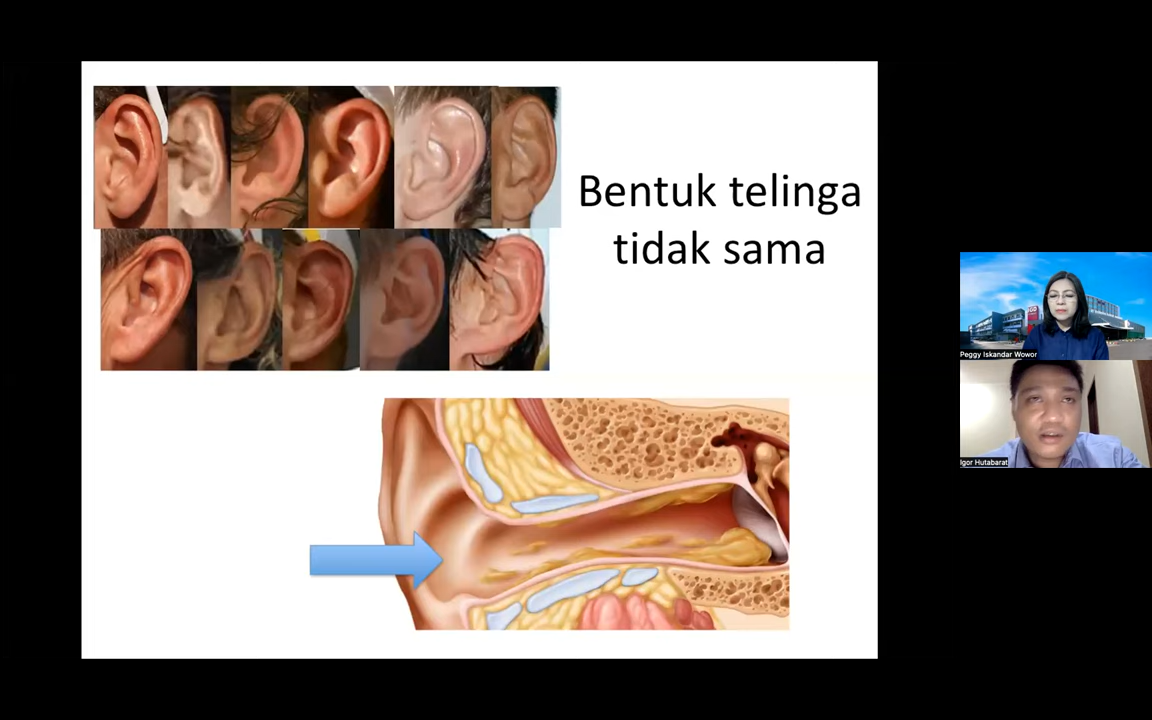 Bentuk telinga
tidak sama
Peggy Iskandar Wowor
Igor Hutabarat